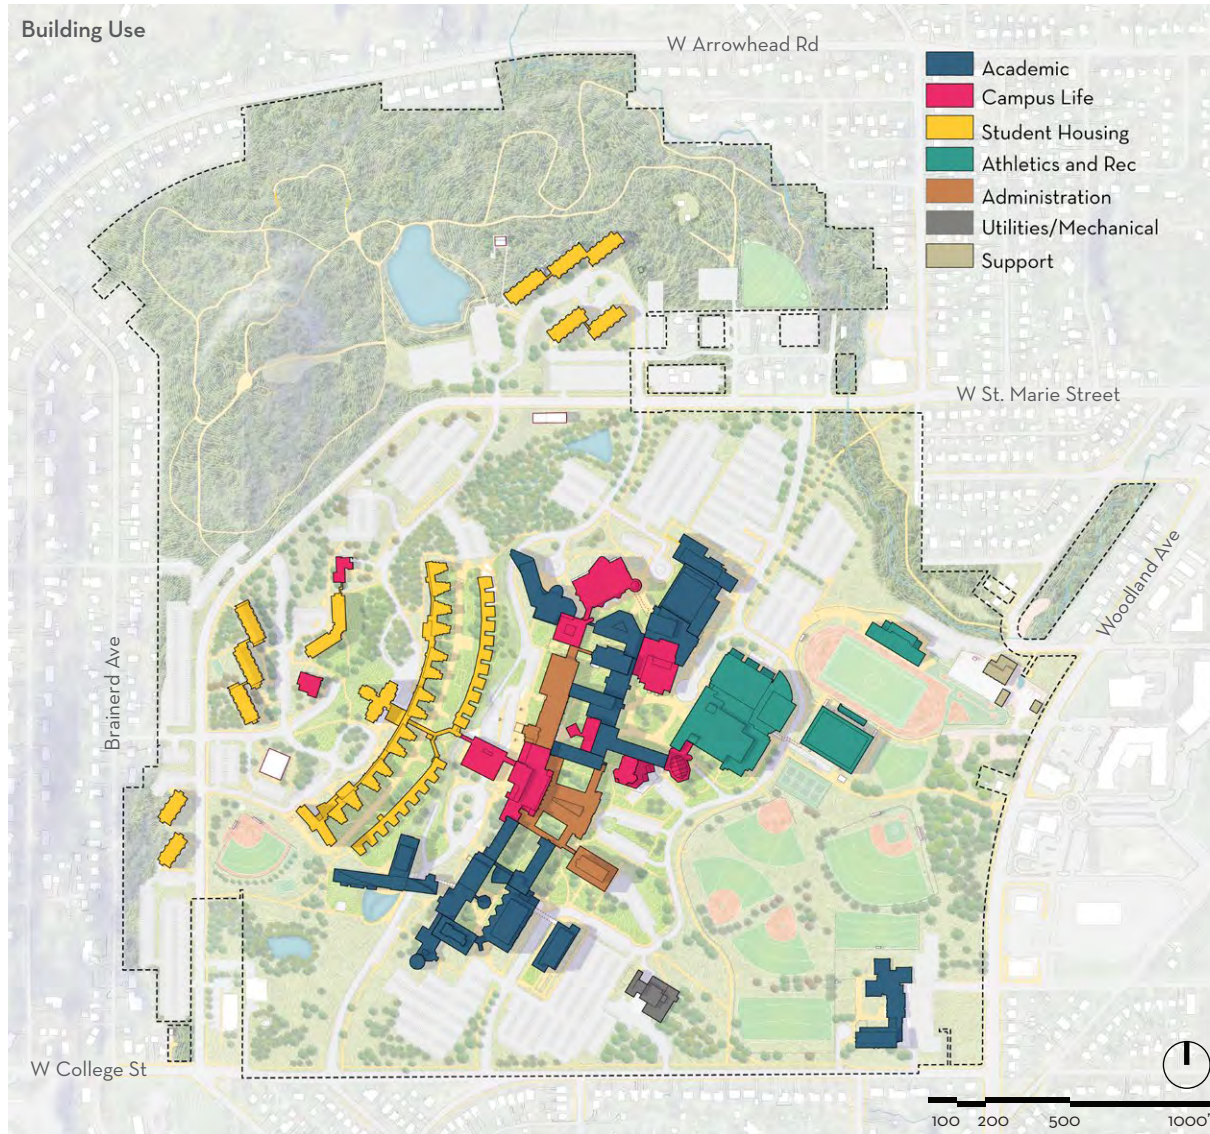 Building Use
W Arrowhead Rd
Academic
Campus Life
Student Housing
Athletics and Rec
Administration
Utilities/Mechanical
Support
W St. Marie Street
Woodland Ave
Brainerd Ave
W College St
100 200 500 1000'